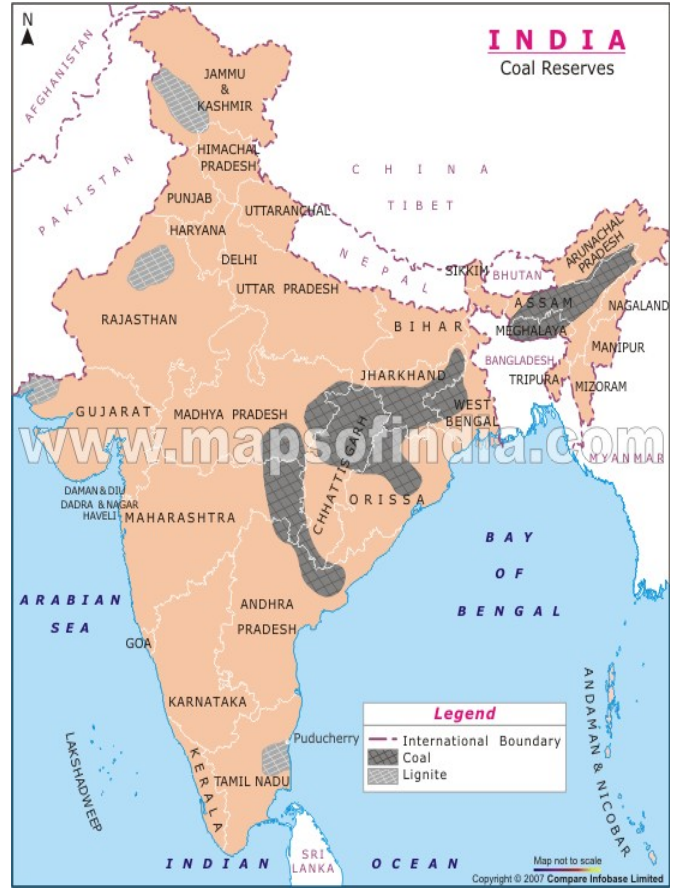 N
INDIA
Coal Reserves
AFGHANISTAN
JAMMU
&
KASHMIR
HIMACHAL
PRADESH
CHINA
TIBET
PAKISTAN
PUNJAB
UTTARANCHAL
HARYANA
DELHI
NEPAL
SIKKIM
BHUTAN
ARUNACHAL
PRADESH
UTTAR PRADESH
ASSAM
NAGALAND
RAJASTHAN
BIHAR
MEGHALAYA
MANIPUR
BANGLADESH
JHARKHAND
TRIPURA
MIZORAM
GUJARAT
MADHYA PRADESH
WEST
BENGAL
www.mapsofindia.com
MYANMAR
CHHATTISGARH
DAMAN & DIU
DADRA & NAGAR
HAVELI
MAHARASHTRA
ORISSA
BAY
OF
BENGAL
ARABIAN
SEA
ANDHRA
PRADESH
GOA
KARNATAKA
ANDAMAN & NICOBAR
LAKSHADWEEP
Puducherry
KERALA
TAMIL NADU
Legend
International Boundary
Coal
Lignite
SRI
LANKA
INDIAN OCEAN
Map not to scale
Copyright © 2007 Compare Infobase Limited